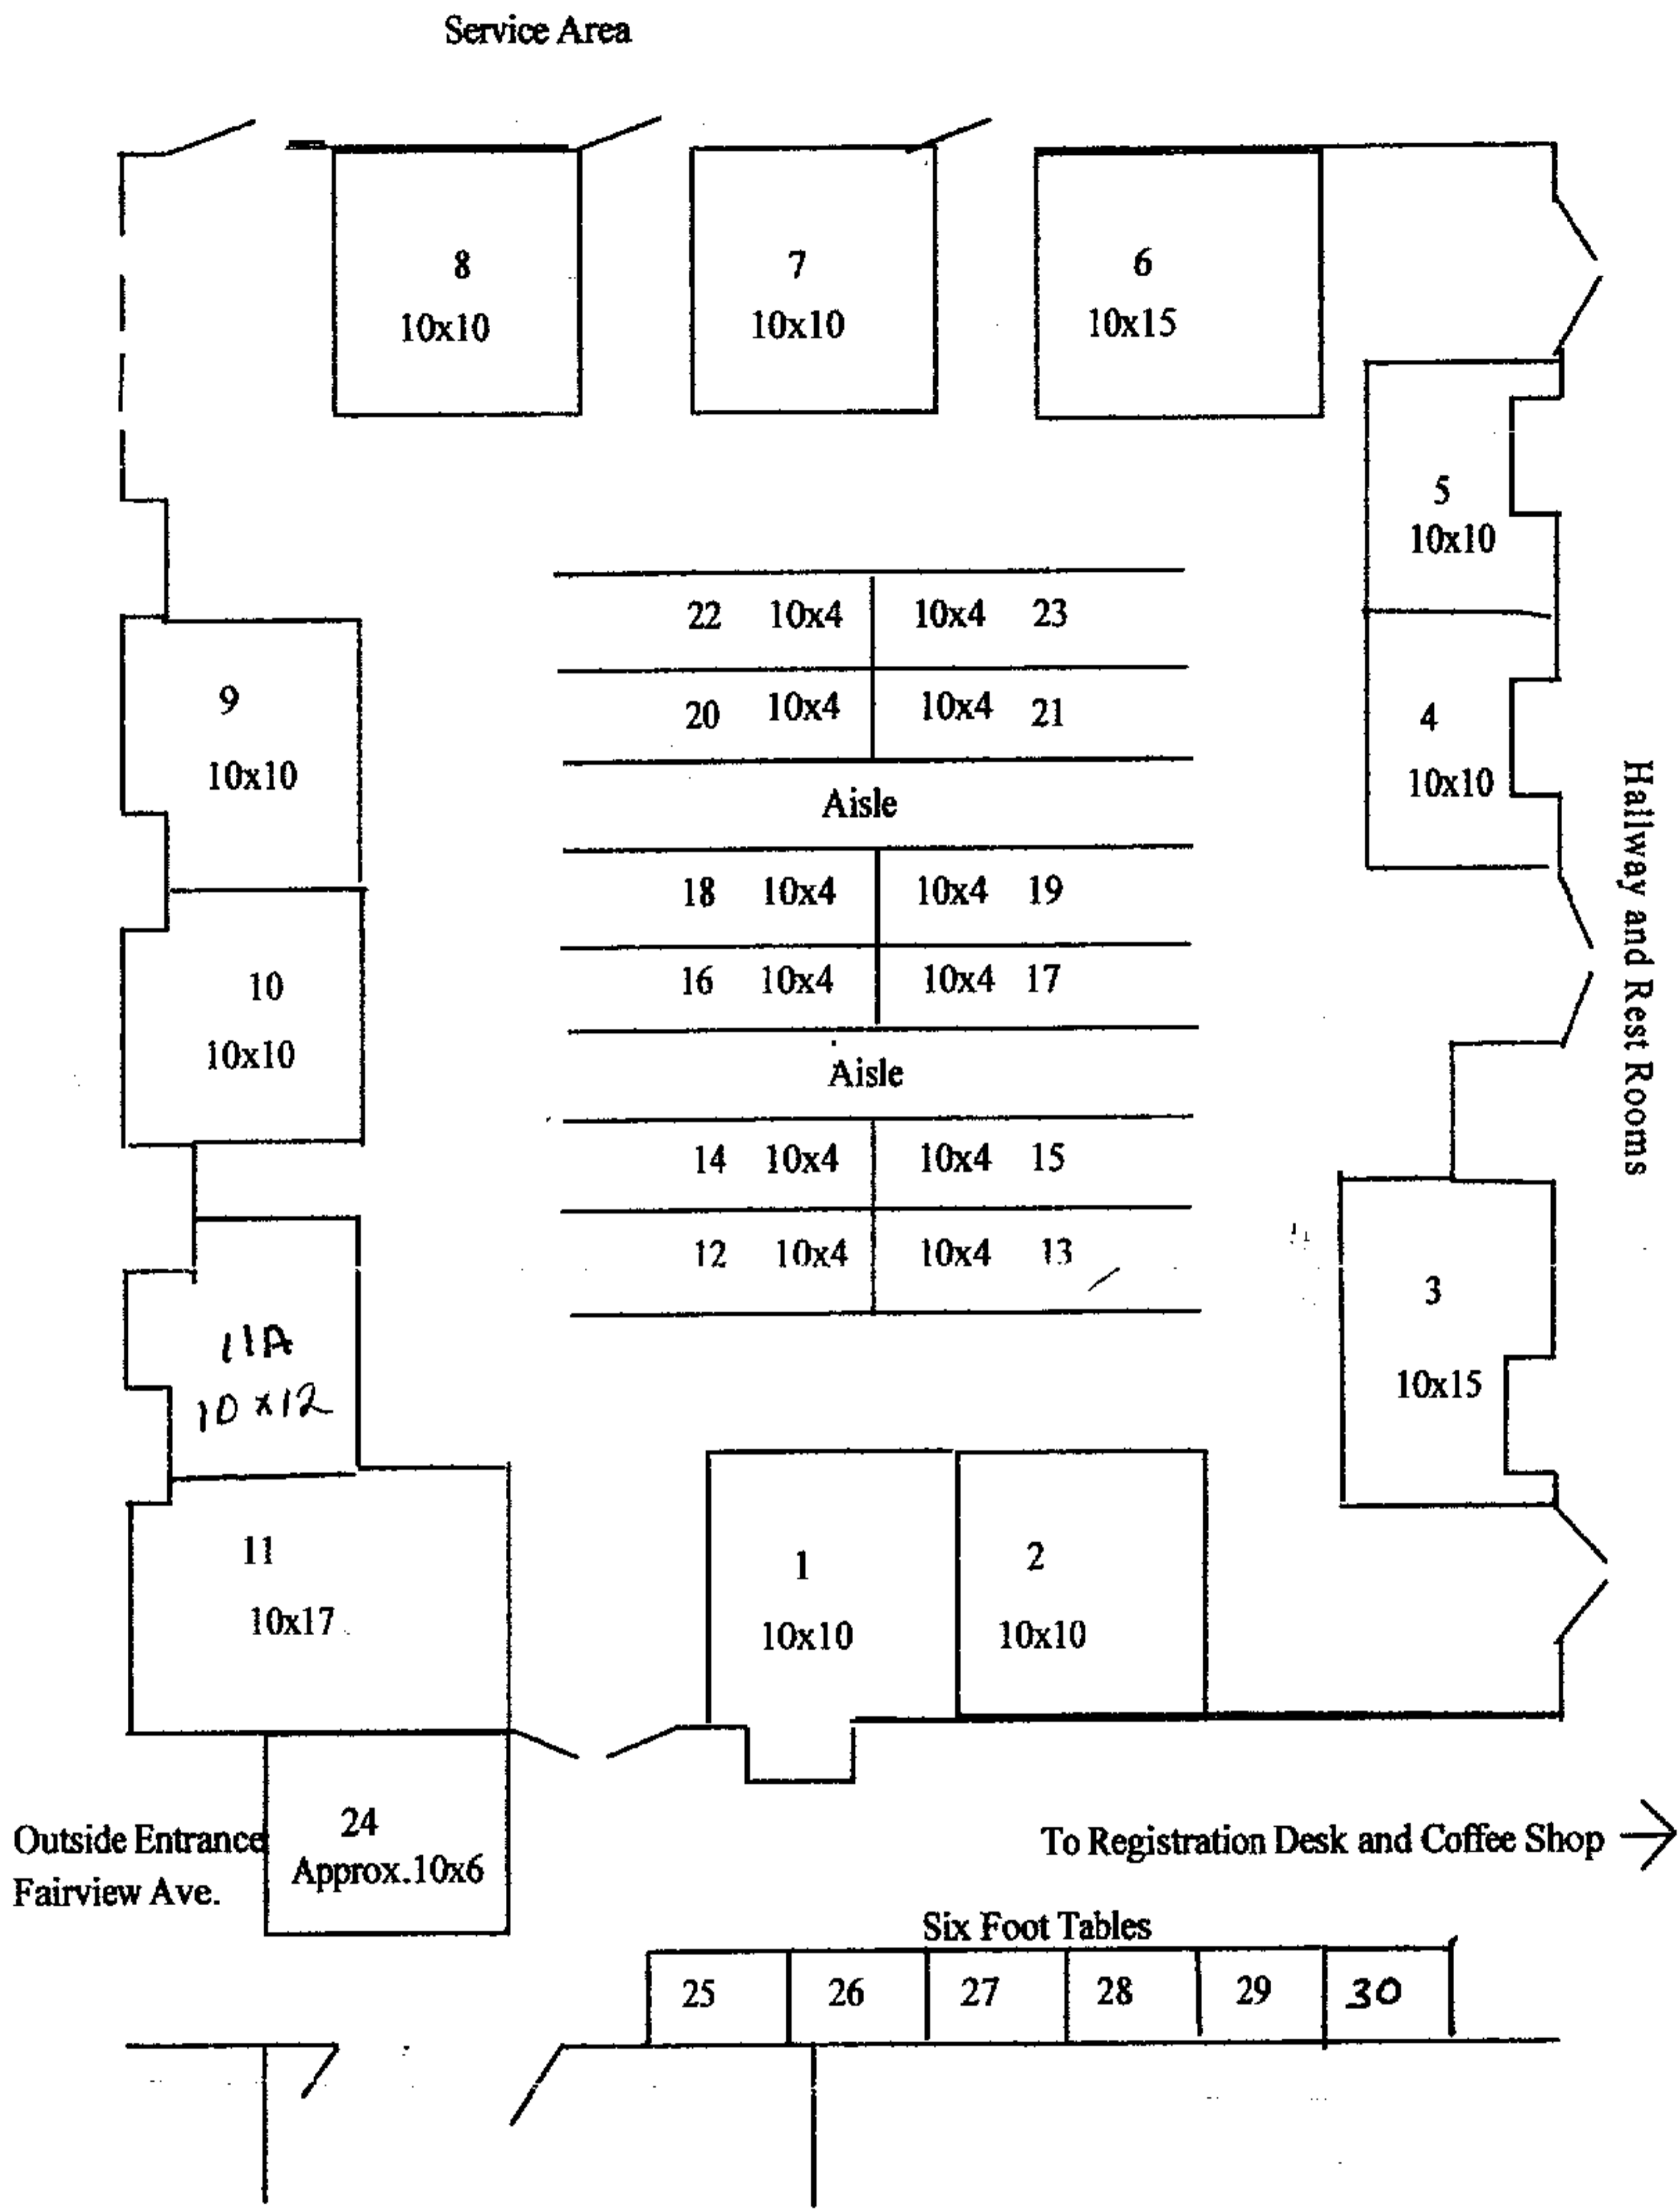 Service Area
8
10x10
7
10x10
6
10x15
5
10x10
4
10x10
Hallway and Rest Rooms
22 10x4 10x4 23
20 10x4 10x4 21
Aisle
18 10x4 10x4 19
16 10x4 10x4 17
Aisle
14 10x4 10x4 15
12 10x4 10x4 13
9
10x10
10
10x10
11A
10 x 12
11
10x17
1
10x10
2
10x10
3
10x15
24
Approx.10x6
Outside Entrance
Fairview Ave.
To Registration Desk and Coffee Shop
Six Foot Tables
25 26 27 28 29 30